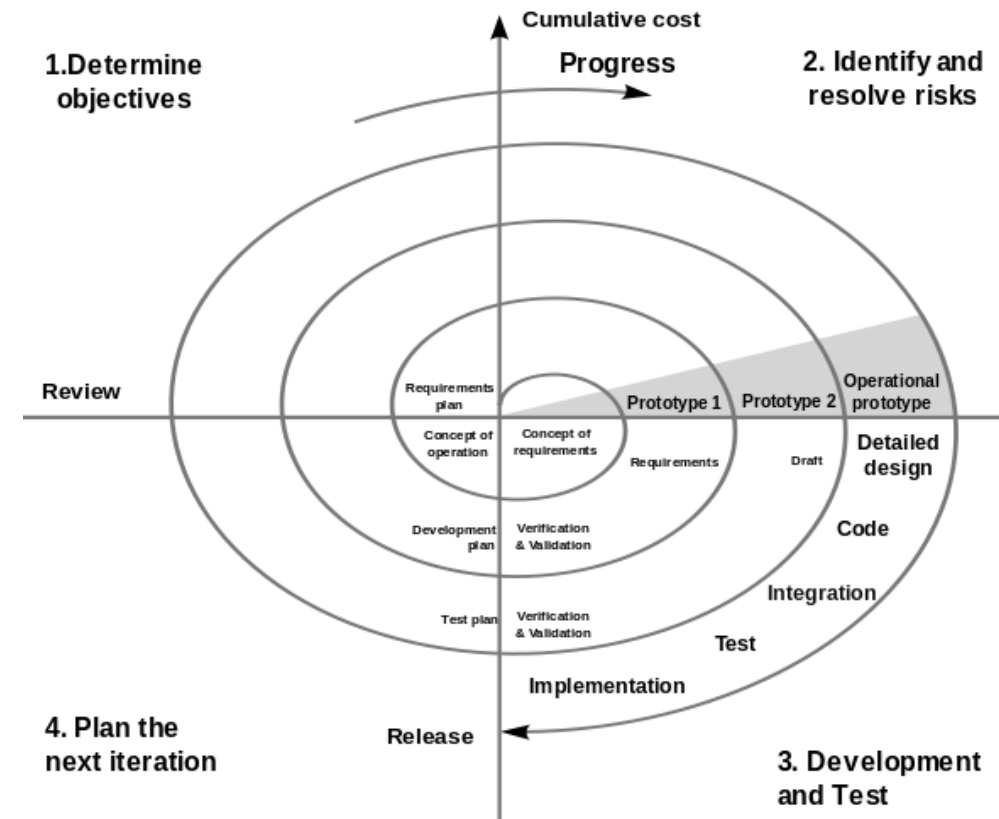 Cumulative cost
Progress
1.Determine
objectives
2. Identify and
resolve risks
Review
Requirements
plan
Prototype 1
Prototype 2
Operational
prototype
Concept of
operation
Concept of
requirements
Requirements
Draft
Detailed
design
Development
plan
Verification
& Validation
Code
Integration
Test plan
Verification
& Validation
Test
Implementation
Release
4. Plan the
next iteration
3. Development
and Test